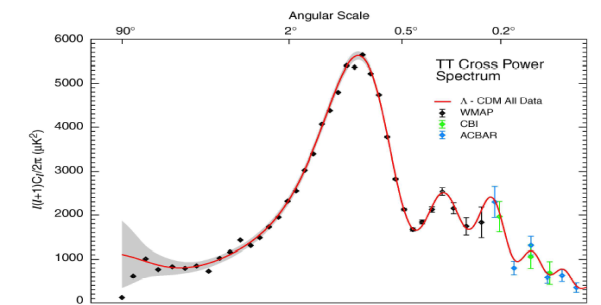 Angular Scale
90° 2° 0.5° 0.2°
6000
TT Cross Power
Spectrum
Λ - CDM All Data
WMAP
CBI
ACBAR
5000
4000
3000
2000
1000
0
l(l+1)Cl/2π (μK²)